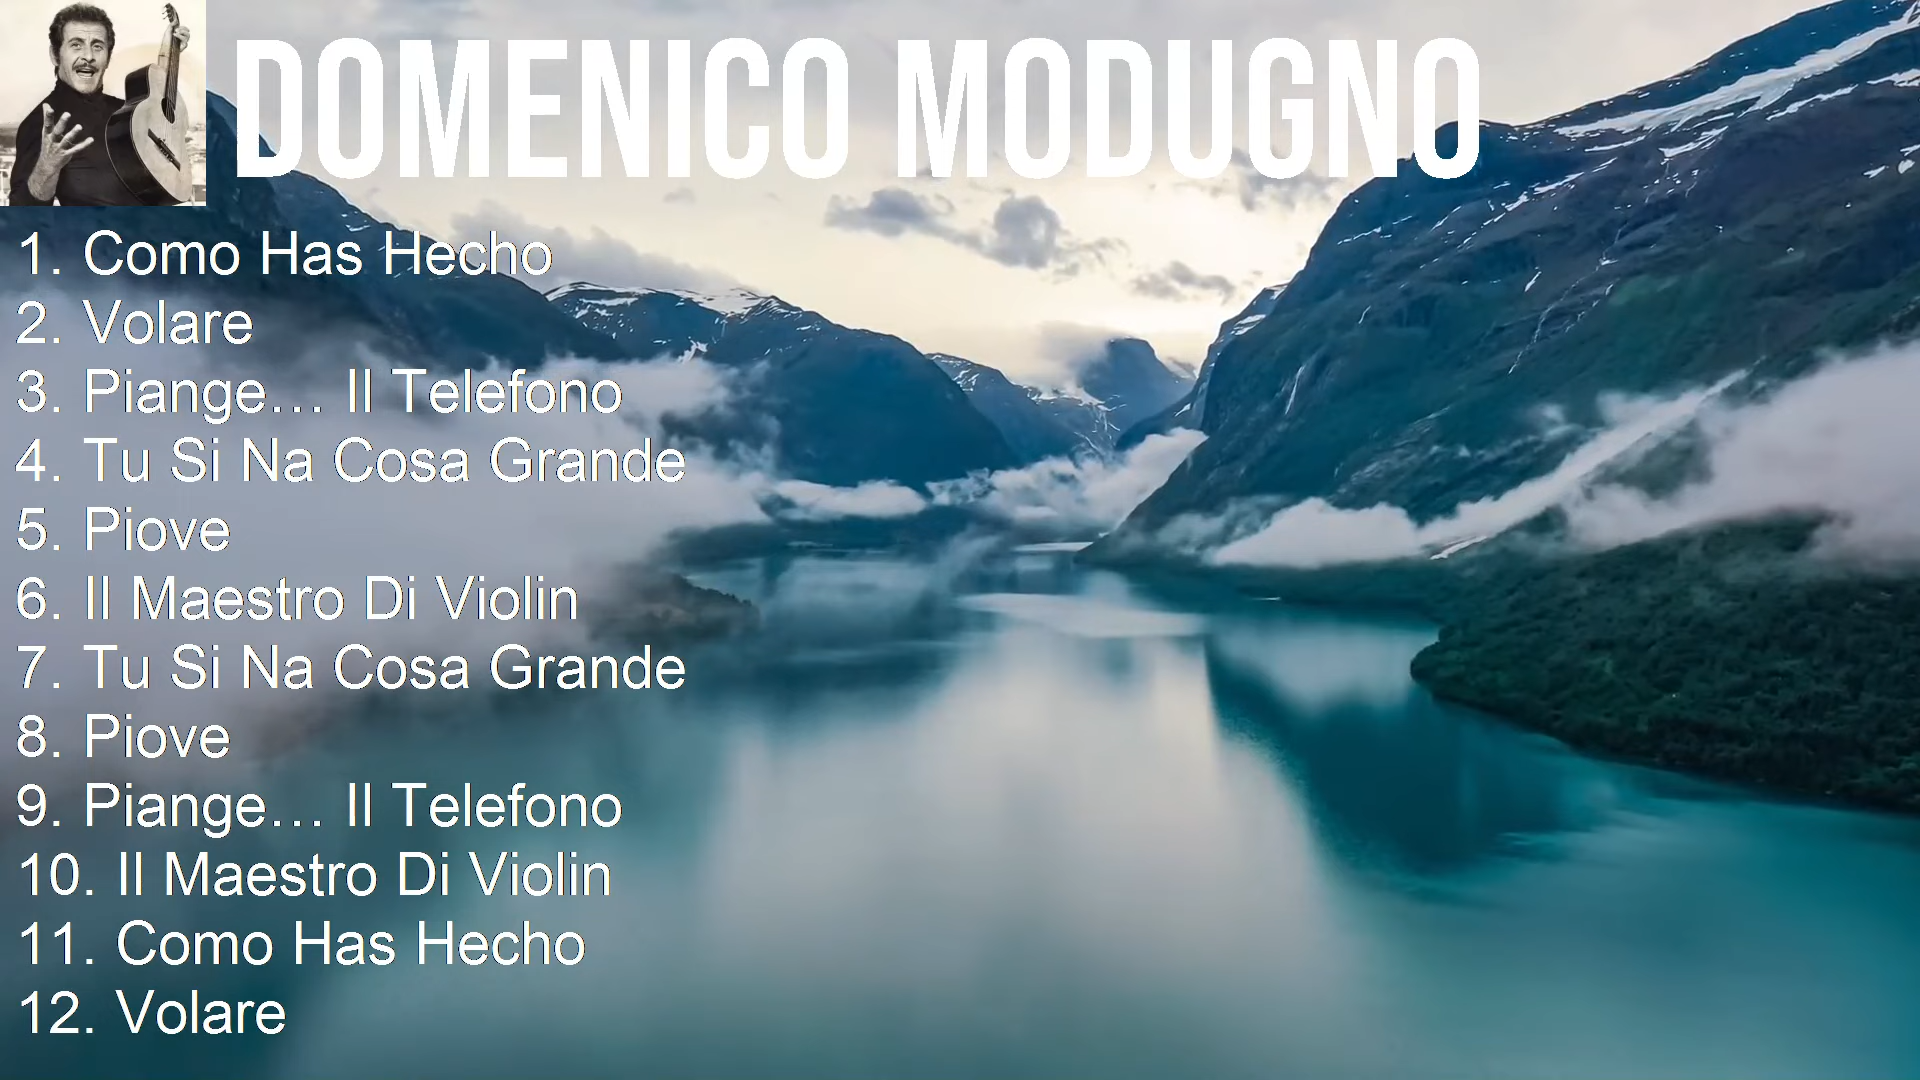 DOMENICO MODUGNO
1. Como Has Hecho
2. Volare
3. Piange… Il Telefono
4. Tu Si Na Cosa Grande
5. Piove
6. Il Maestro Di Violin
7. Tu Si Na Cosa Grande
8. Piove
9. Piange… Il Telefono
10. Il Maestro Di Violin
11. Como Has Hecho
12. Volare